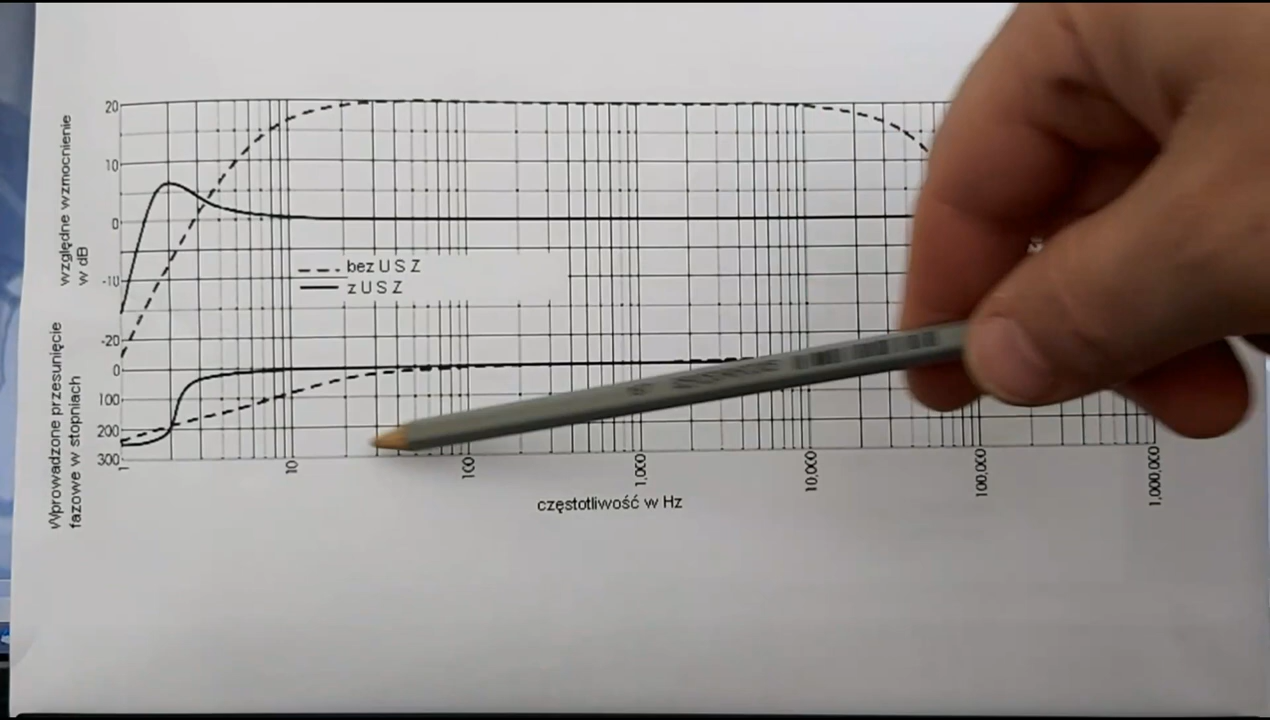 względne wzmocnienie
w dB
20
10
0
-10
-20
bez U S Z
z U S Z
Wprowadzone przesunięcie
fazowe w stopniach
0
100
200
300
1
10
100
1,000
10,000
100,000
1,000,000
częstotliwość w Hz